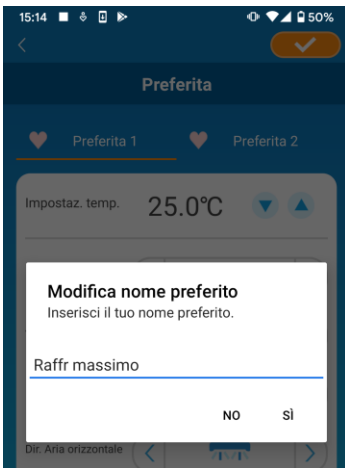 15:14 50%
Preferita
Preferita 1 Preferita 2
Impostaz. temp. 25.0°C
Modifica nome preferito
Inserisci il tuo nome preferito.
Raffr massimo
NO SÌ
Dir. Aria orizzontale